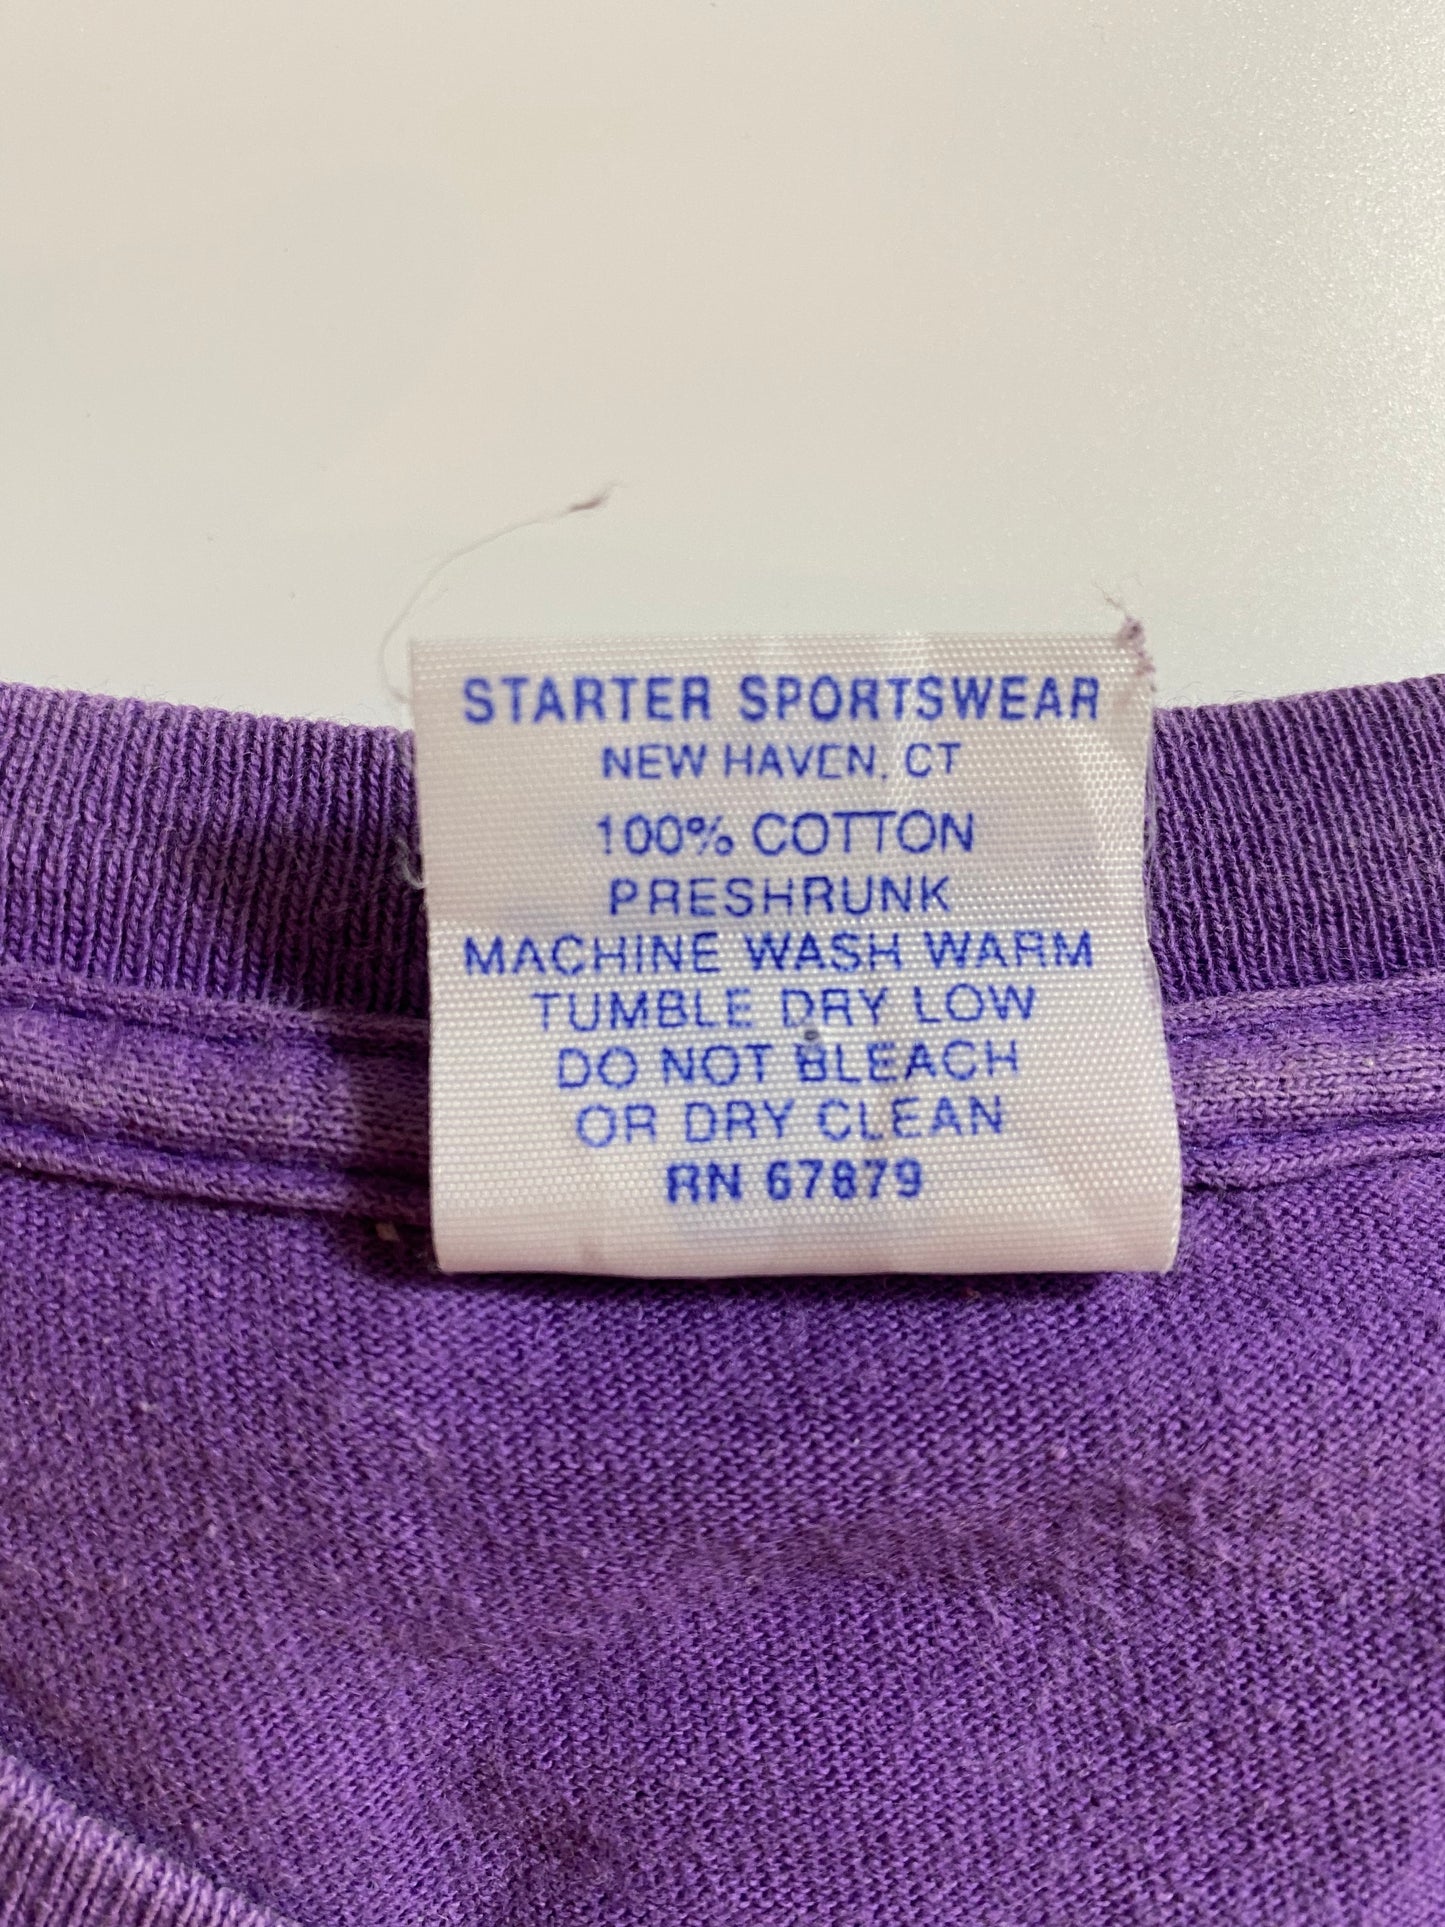 STARTER SPORTSWEAR
NEW HAVEN, CT
100% COTTON
PRESHRUNK
MACHINE WASH WARM
TUMBLE DRY LOW
DO NOT BLEACH
OR DRY CLEAN
RN 67879